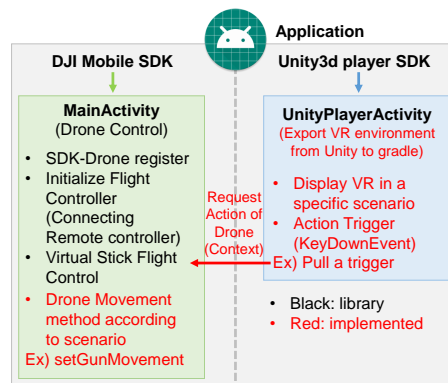 Application
DJI Mobile SDK
Unity3d player SDK
MainActivity
(Drone Control)
• SDK-Drone register
• Initialize Flight
Controller
(Connecting
Remote controller)
• Virtual Stick Flight
Control
• Drone Movement
method according
to scenario
Ex) setGunMovement
Request
Action of
Drone
(Context)
UnityPlayerActivity
(Export VR environment
from Unity to gradle)
• Display VR in a
specific scenario
• Action Trigger
(KeyDownEvent)
Ex) Pull a trigger
• Black: library
• Red: implemented